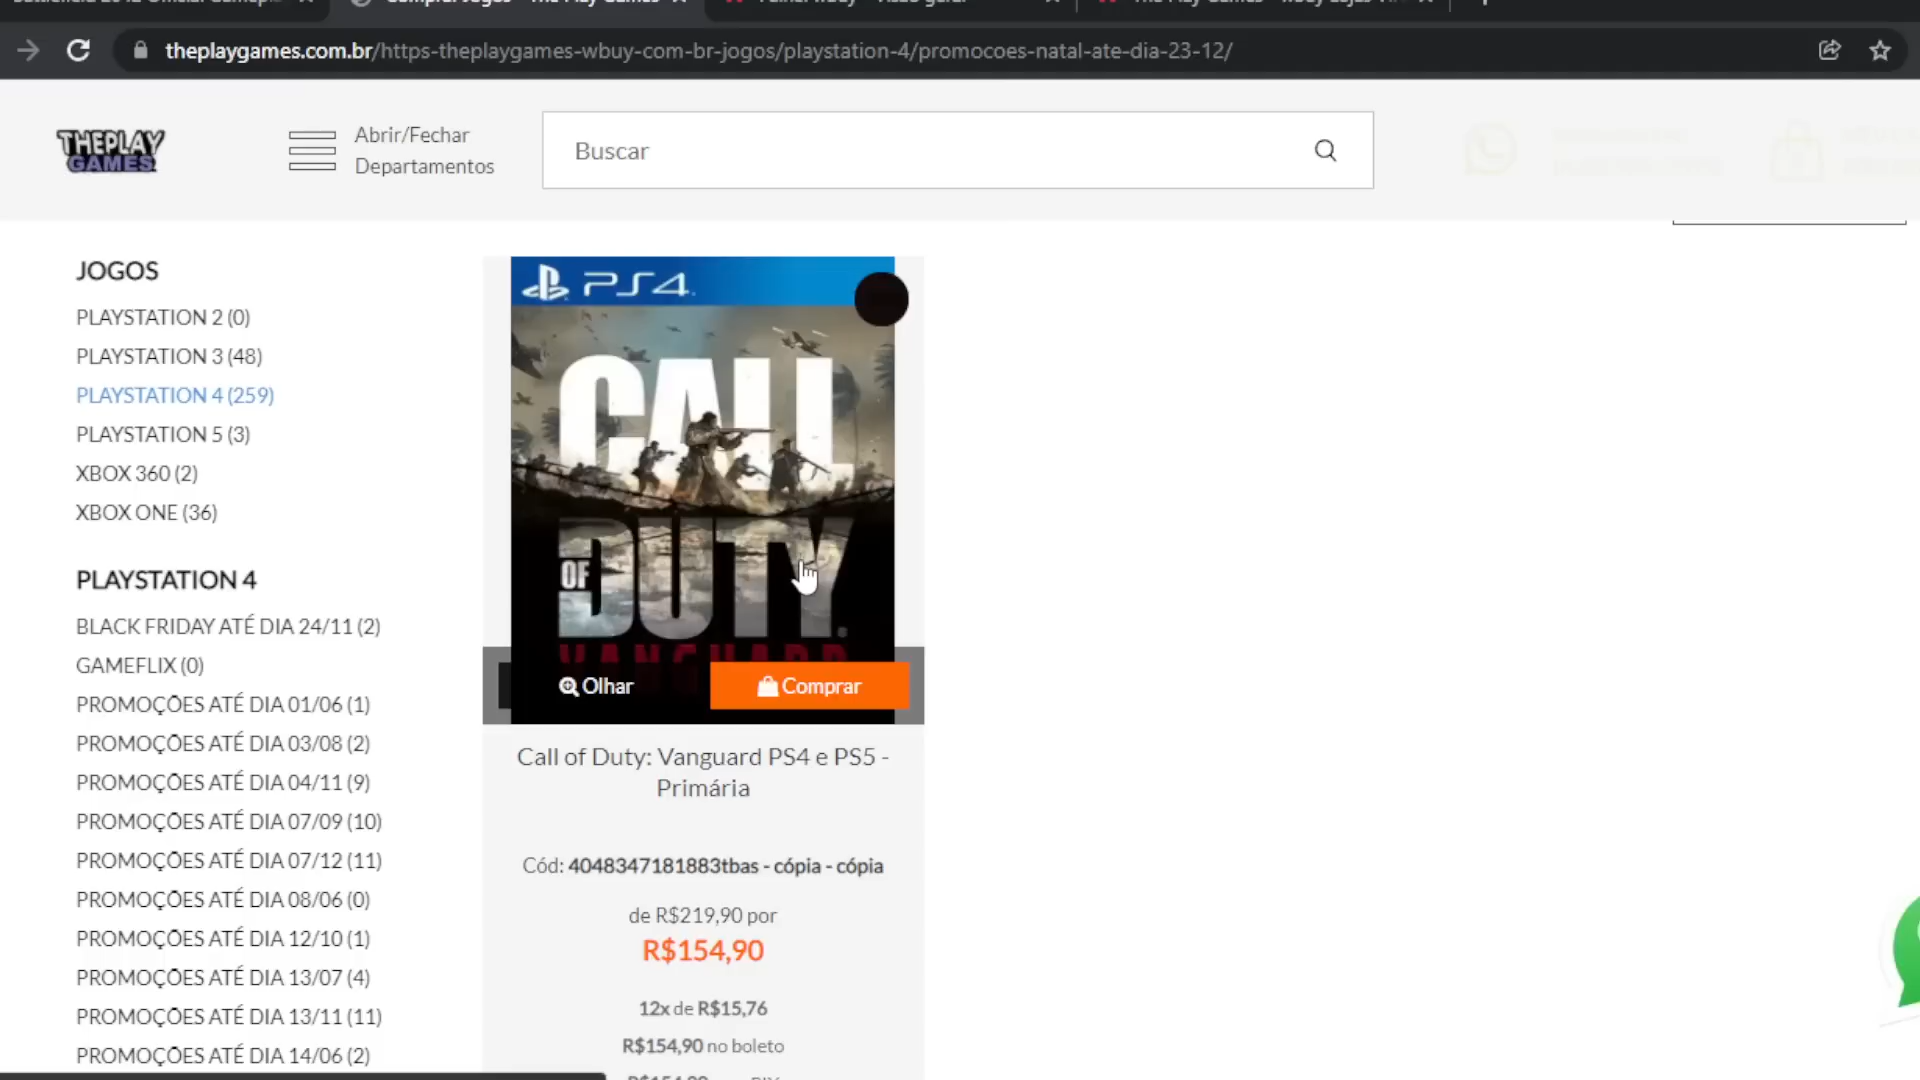 theplaygames.com.br/https-theplaygames-wbuy-com-br-jogos/playstation-4/promocoes-natal-ate-dia-23-12/
THEPLAY
GAMES
Abrir/Fechar
Departamentos
Buscar
JOGOS
PLAYSTATION 2 (0)
PLAYSTATION 3 (48)
PLAYSTATION 4 (259)
PLAYSTATION 5 (3)
XBOX 360 (2)
XBOX ONE (36)
PLAYSTATION 4
BLACK FRIDAY ATÉ DIA 24/11 (2)
GAMEFLIX (0)
PROMOÇÕES ATÉ DIA 01/06 (1)
PROMOÇÕES ATÉ DIA 03/08 (2)
PROMOÇÕES ATÉ DIA 04/11 (9)
PROMOÇÕES ATÉ DIA 07/09 (10)
PROMOÇÕES ATÉ DIA 07/12 (11)
PROMOÇÕES ATÉ DIA 08/06 (0)
PROMOÇÕES ATÉ DIA 12/10 (1)
PROMOÇÕES ATÉ DIA 13/07 (4)
PROMOÇÕES ATÉ DIA 13/11 (11)
PROMOÇÕES ATÉ DIA 14/06 (2)
PS4
CALL
OF DUTY
VANGUARD
Olhar
Comprar
Call of Duty: Vanguard PS4 e PS5 -
Primária
Cód: 4048347181883tbas - cópia - cópia
de R$219,90 por
R$154,90
12x de R$15,76
R$154,90 no boleto